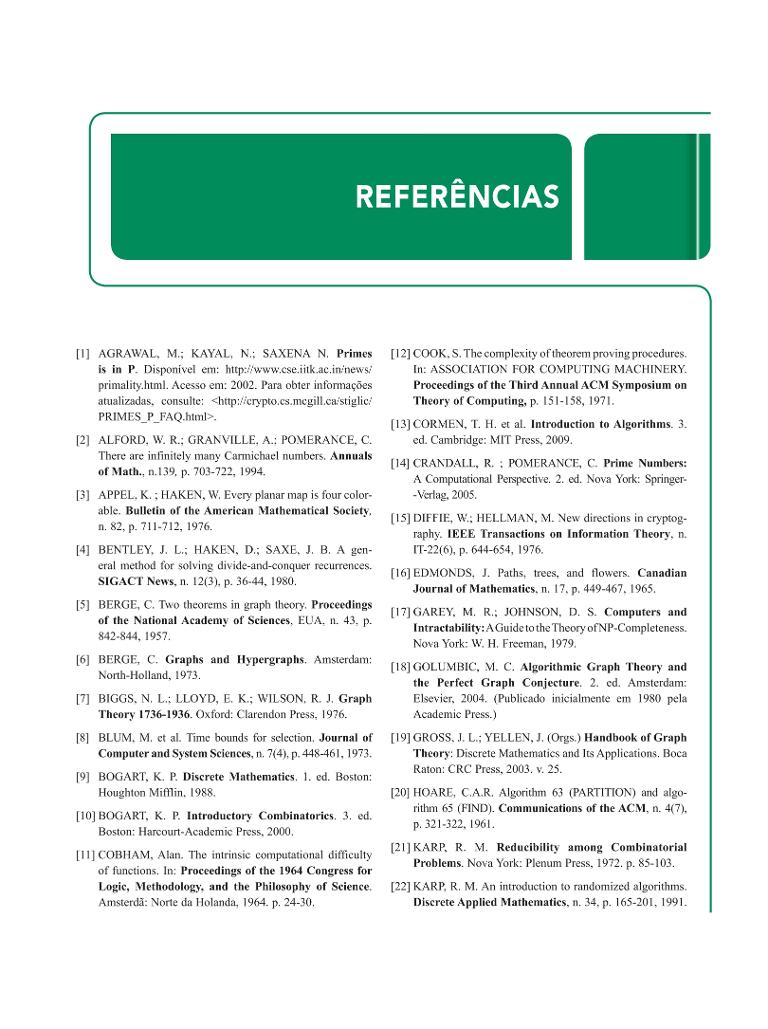 REFERÊNCIAS
[1] AGRAWAL, M.; KAYAL, N.; SAXENA N. Primes
is in P. Disponível em: http://www.cse.iitk.ac.in/news/
primality.html. Acesso em: 2002. Para obter informações
atualizadas, consulte: <http://crypto.cs.mcgill.ca/stiglic/
PRIMES_P_FAQ.html>.
[2] ALFORD, W. R.; GRANVILLE, A.; POMERANCE, C.
There are infinitely many Carmichael numbers. Annuals
of Math., n.139, p. 703-722, 1994.
[3] APPEL, K. ; HAKEN, W. Every planar map is four color-
able. Bulletin of the American Mathematical Society,
n. 82, p. 711-712, 1976.
[4] BENTLEY, J. L.; HAKEN, D.; SAXE, J. B. A gen-
eral method for solving divide-and-conquer recurrences.
SIGACT News, n. 12(3), p. 36-44, 1980.
[5] BERGE, C. Two theorems in graph theory. Proceedings
of the National Academy of Sciences, EUA, n. 43, p.
842-844, 1957.
[6] BERGE, C. Graphs and Hypergraphs. Amsterdam:
North-Holland, 1973.
[7] BIGGS, N. L.; LLOYD, E. K.; WILSON, R. J. Graph
Theory 1736-1936. Oxford: Clarendon Press, 1976.
[8] BLUM, M. et al. Time bounds for selection. Journal of
Computer and System Sciences, n. 7(4), p. 448-461, 1973.
[9] BOGART, K. P. Discrete Mathematics. 1. ed. Boston:
Houghton Mifflin, 1988.
[10] BOGART, K. P. Introductory Combinatorics. 3. ed.
Boston: Harcourt-Academic Press, 2000.
[11] COBHAM, Alan. The intrinsic computational difficulty
of functions. In: Proceedings of the 1964 Congress for
Logic, Methodology, and the Philosophy of Science.
Amsterdã: Norte da Holanda, 1964. p. 24-30.
[12] COOK, S. The complexity of theorem proving procedures.
In: ASSOCIATION FOR COMPUTING MACHINERY.
Proceedings of the Third Annual ACM Symposium on
Theory of Computing, p. 151-158, 1971.
[13] CORMEN, T. H. et al. Introduction to Algorithms. 3.
ed. Cambridge: MIT Press, 2009.
[14] CRANDALL, R. ; POMERANCE, C. Prime Numbers:
A Computational Perspective. 2. ed. Nova York: Springer-
-Verlag, 2005.
[15] DIFFIE, W.; HELLMAN, M. New directions in cryptog-
raphy. IEEE Transactions on Information Theory, n.
IT-22(6), p. 644-654, 1976.
[16] EDMONDS, J. Paths, trees, and flowers. Canadian
Journal of Mathematics, n. 17, p. 449-467, 1965.
[17] GAREY, M. R.; JOHNSON, D. S. Computers and
Intractability: A Guide to the Theory of NP-Completeness.
Nova York: W. H. Freeman, 1979.
[18] GOLUMBIC, M. C. Algorithmic Graph Theory and
the Perfect Graph Conjecture. 2. ed. Amsterdam:
Elsevier, 2004. (Publicado inicialmente em 1980 pela
Academic Press.)
[19] GROSS, J. L.; YELLEN, J. (Orgs.) Handbook of Graph
Theory: Discrete Mathematics and Its Applications. Boca
Raton: CRC Press, 2003. v. 25.
[20] HOARE, C.A.R. Algorithm 63 (PARTITION) and algo-
rithm 65 (FIND). Communications of the ACM, n. 4(7),
p. 321-322, 1961.
[21] KARP, R. M. Reducibility among Combinatorial
Problems. Nova York: Plenum Press, 1972. p. 85-103.
[22] KARP, R. M. An introduction to randomized algorithms.
Discrete Applied Mathematics, n. 34, p. 165-201, 1991.